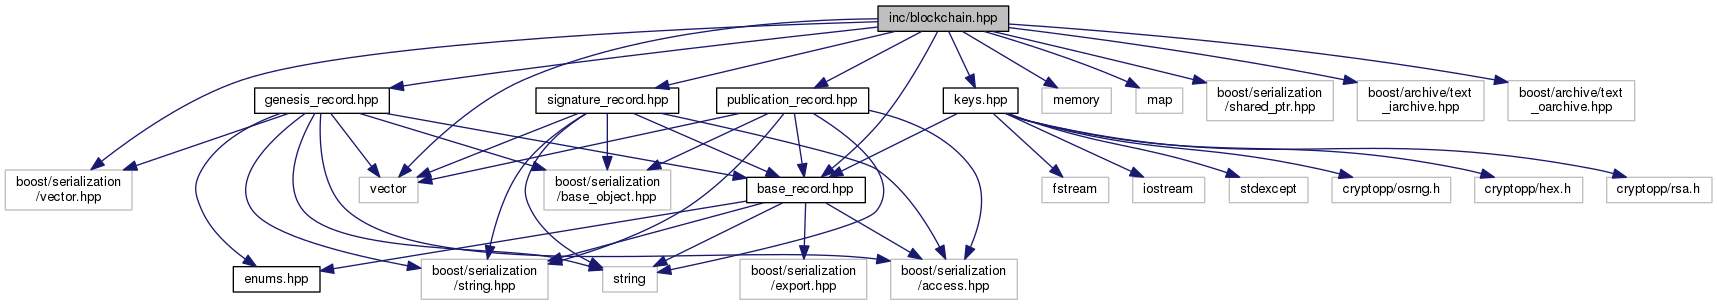 inc/blockchain.hpp
genesis_record.hpp
signature_record.hpp
publication_record.hpp
keys.hpp
memory
map
boost/serialization
/shared_ptr.hpp
boost/archive/text
_iarchive.hpp
boost/archive/text
_oarchive.hpp
boost/serialization
/vector.hpp
vector
boost/serialization
/base_object.hpp
base_record.hpp
fstream
iostream
stdexcept
cryptopp/osrng.h
cryptopp/hex.h
cryptopp/rsa.h
enums.hpp
boost/serialization
/string.hpp
string
boost/serialization
/export.hpp
boost/serialization
/access.hpp